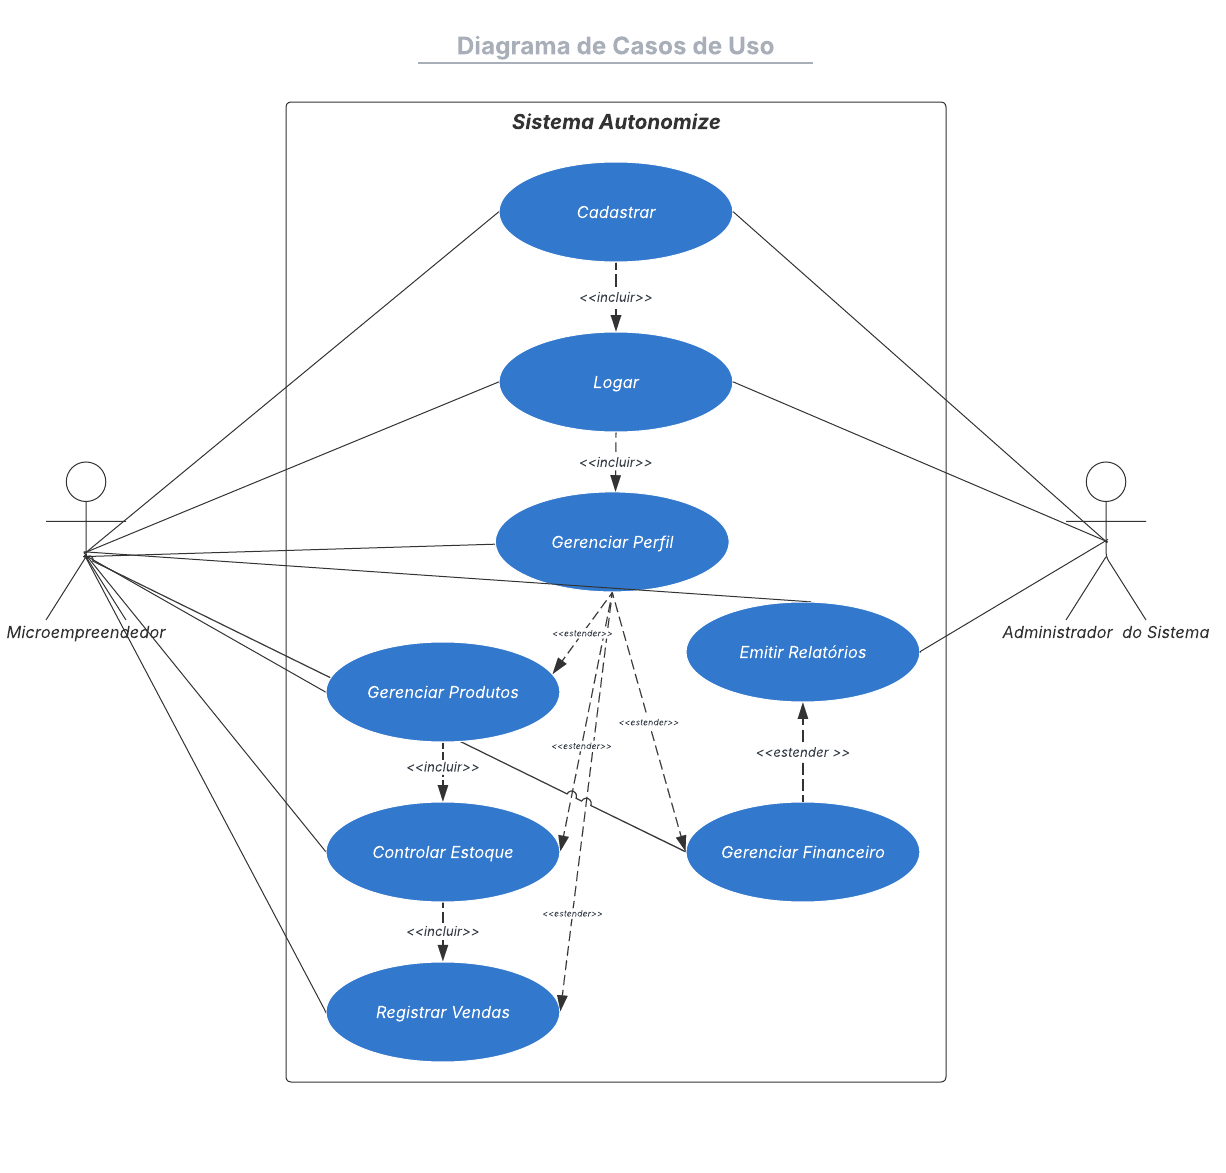 Diagrama de Casos de Uso
Sistema Autonomize
Cadastrar
<<incluir>>
Logar
<<incluir>>
Gerenciar Perfil
Microempreendedor
Administrador do Sistema
<<estender>>
Emitir Relatórios
Gerenciar Produtos
<<estender>>
<<estender>>
<<estender >>
<<incluir>>
Controlar Estoque
Gerenciar Financeiro
<<estender>>
<<incluir>>
Registrar Vendas